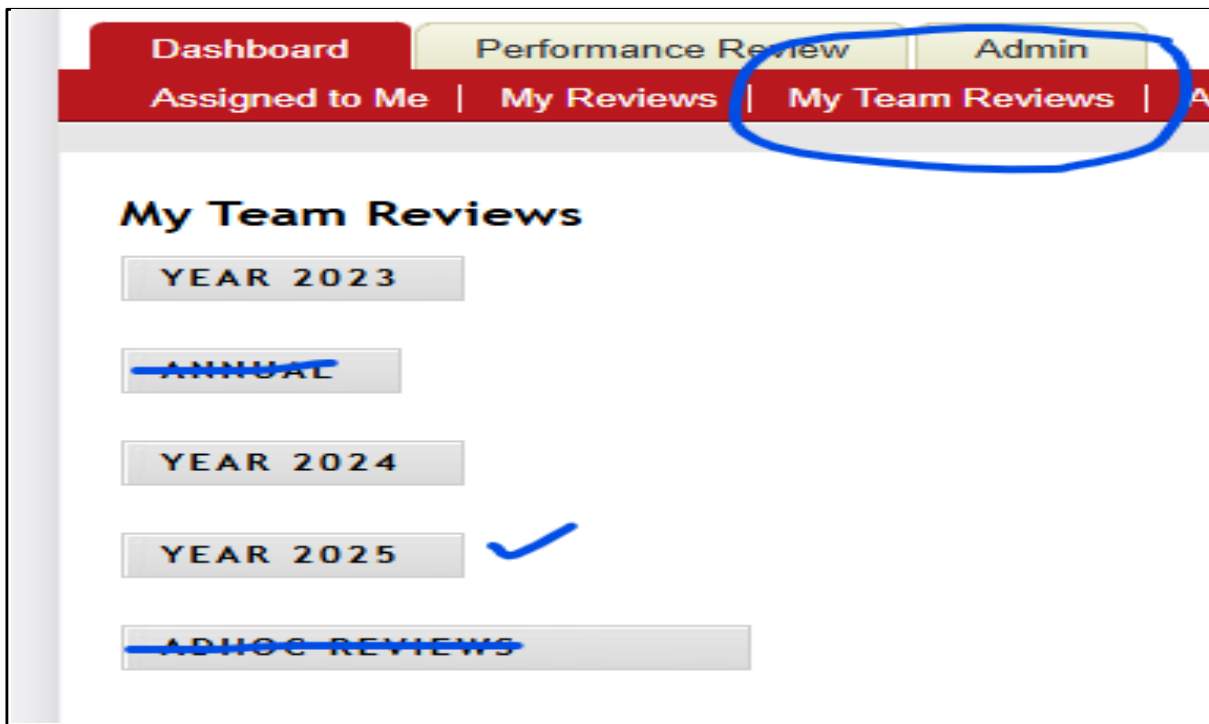 Dashboard Performance Review Admin
Assigned to Me | My Reviews | My Team Reviews | A
My Team Reviews
YEAR 2023
ANNUAL
YEAR 2024
YEAR 2025
ADHOC REVIEWS